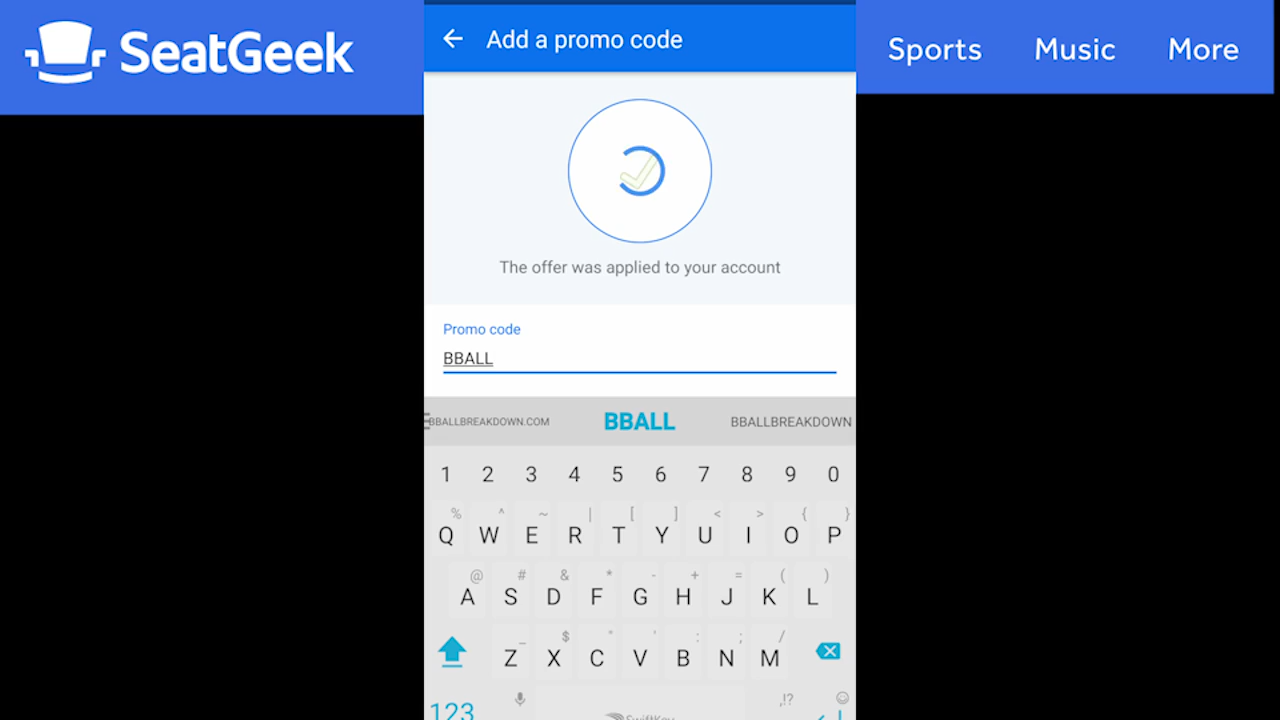 SeatGeek
Add a promo code
Sports Music More
The offer was applied to your account
Promo code
BBALL
BBALLBREAKDOWN.COM BBALL BBALLBREAKDOWN
1 2 3 4 5 6 7 8 9 0
% ^ ~ | [ ] < > { }
Q W E R T Y U I O P
@ # & * - + = ( )
A S D F G H J K L
_ $ " ' : ; /
Z X C V B N M
,!?
123 SwiftKey